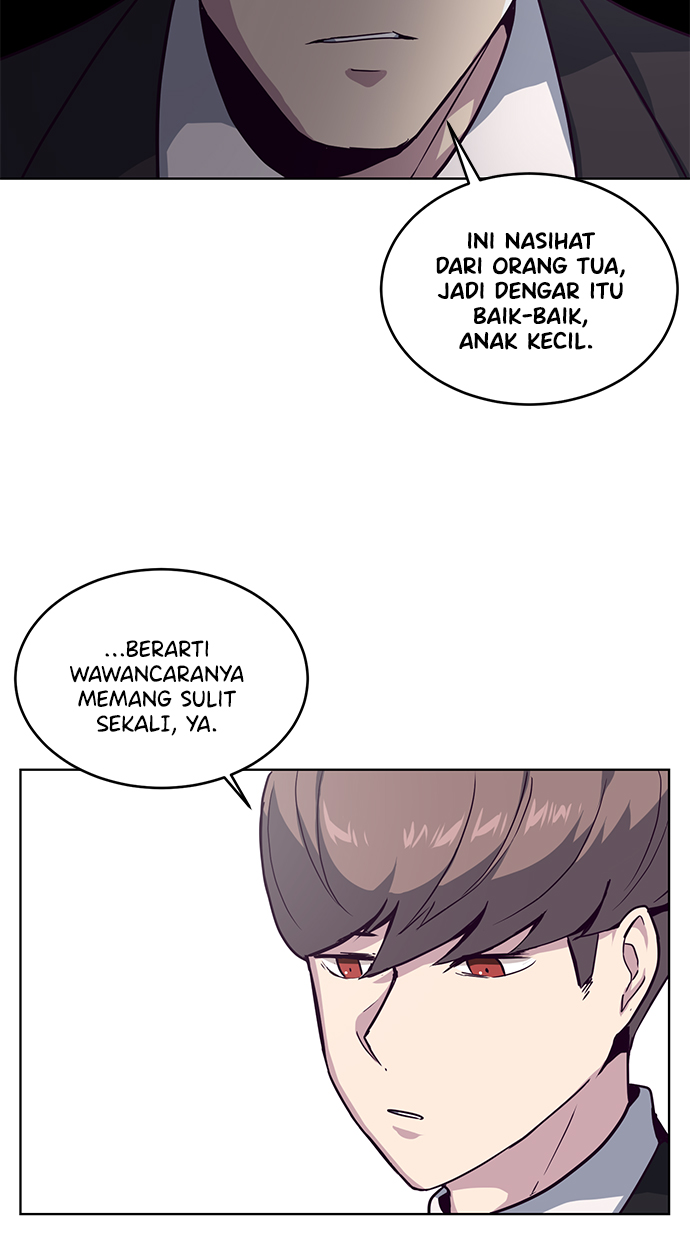 INI NASIHAT
DARI ORANG TUA,
JADI DENGAR ITU
BAIK-BAIK,
ANAK KECIL.
...BERARTI
WAWANCARANYA
MEMANG SULIT
SEKALI, YA.